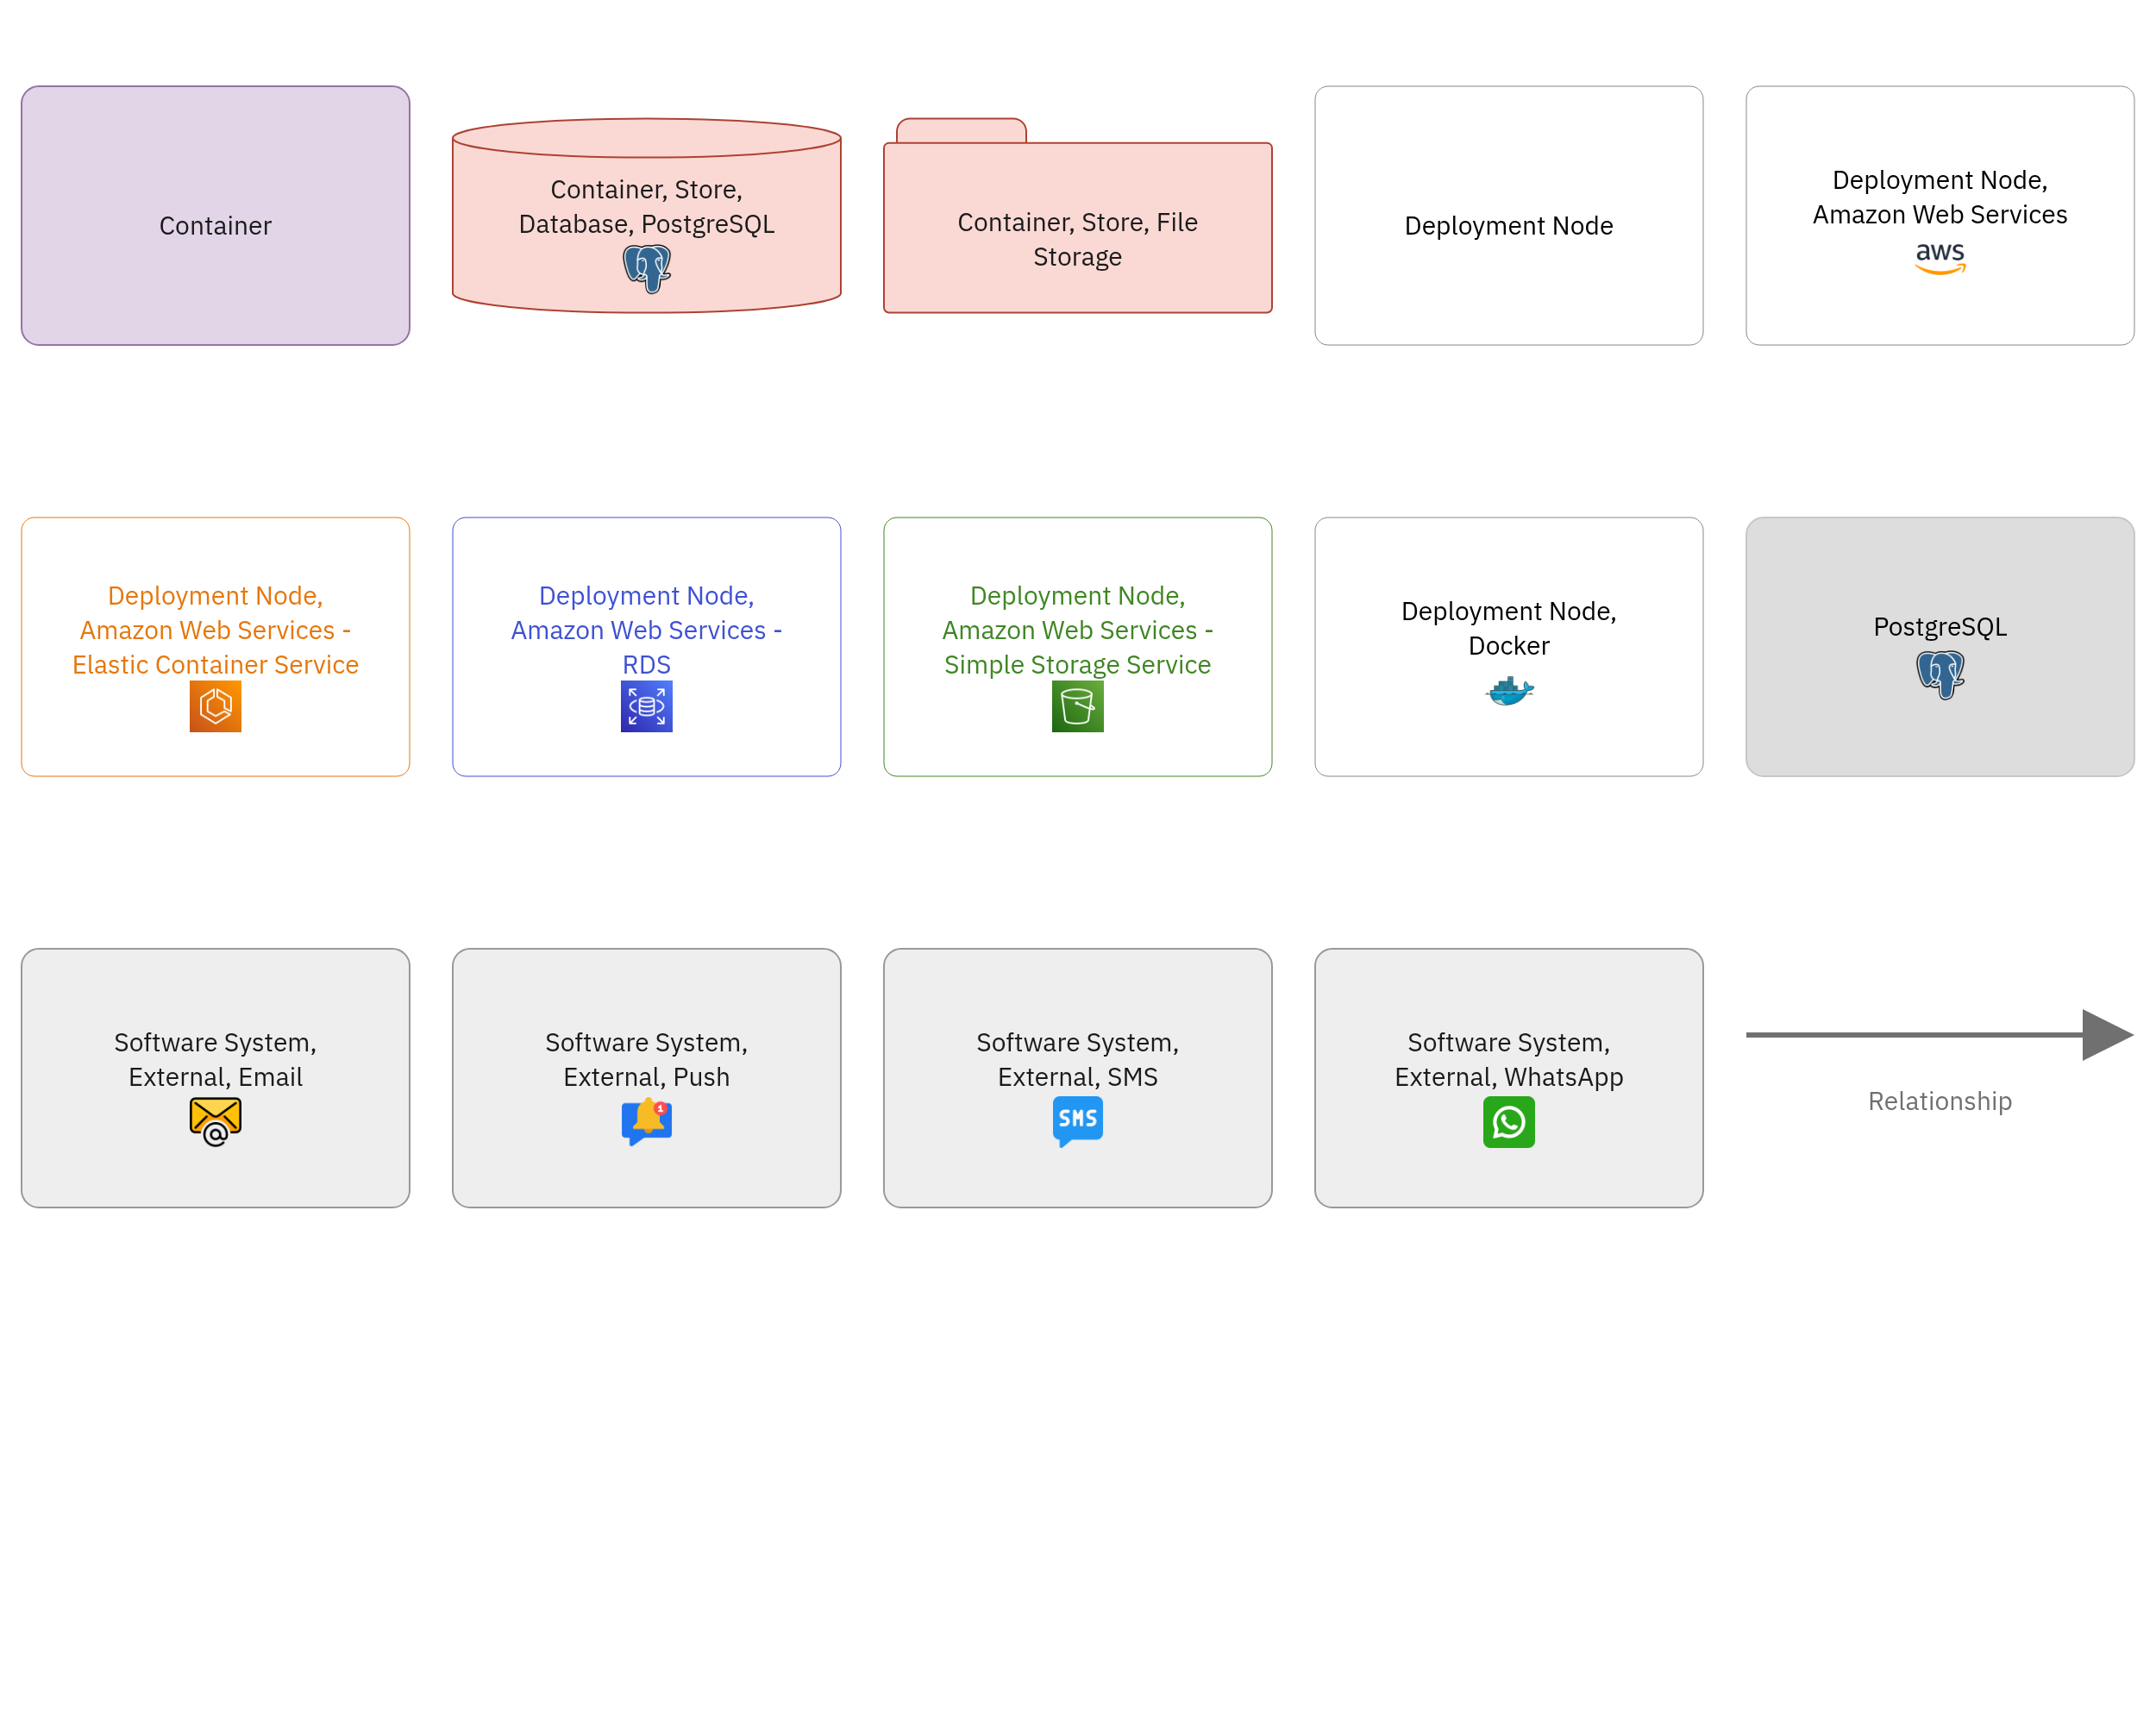 Container
Container, Store,
Database, PostgreSQL
Container, Store, File
Storage
Deployment Node
Deployment Node,
Amazon Web Services
aws
Deployment Node,
Amazon Web Services -
Elastic Container Service
Deployment Node,
Amazon Web Services -
RDS
Deployment Node,
Amazon Web Services -
Simple Storage Service
Deployment Node,
Docker
PostgreSQL
Software System,
External, Email
@
Software System,
External, Push
1
Software System,
External, SMS
SMS
Software System,
External, WhatsApp
Relationship